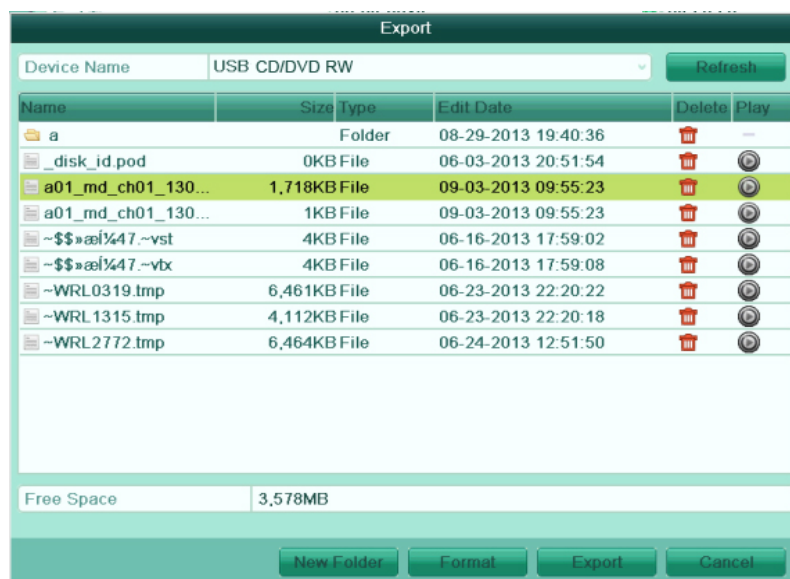 Export
Device Name USB CD/DVD RW Refresh
Name Size Type Edit Date Delete Play
a Folder 08-29-2013 19:40:36 —
_disk_id.pod 0KB File 06-03-2013 20:51:54
a01_md_ch01_130... 1,718KB File 09-03-2013 09:55:23
a01_md_ch01_130... 1KB File 09-03-2013 09:55:23
~$$»æÍ¼47.~vst 4KB File 06-16-2013 17:59:02
~$$»æÍ¼47.~vtx 4KB File 06-16-2013 17:59:08
~WRL0319.tmp 6,461KB File 06-23-2013 22:20:22
~WRL1315.tmp 4,112KB File 06-23-2013 22:20:18
~WRL2772.tmp 6,464KB File 06-24-2013 12:51:50
Free Space 3,578MB
New Folder Format Export Cancel